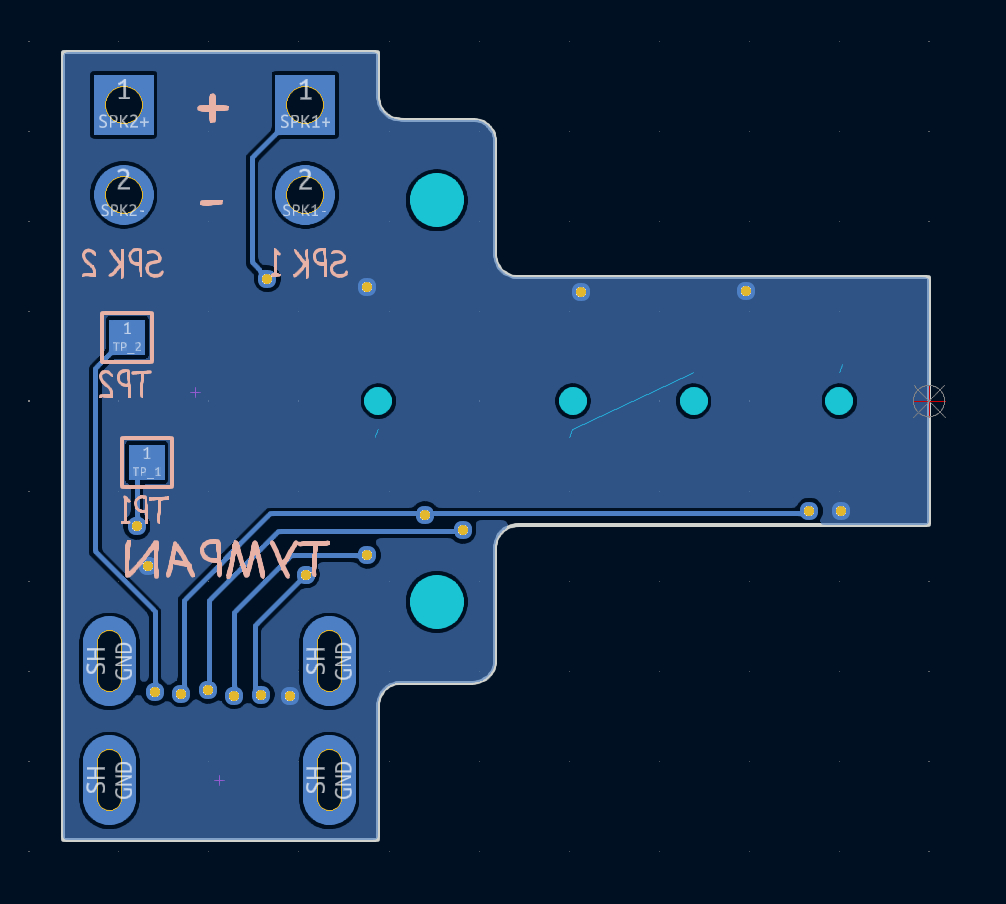 1 + 1
SPK2+ SPK1+
2 - 2
SPK2- SPK1-
SPK 2 SPK 1
1
TP_2
TP2
1
TP_1
TP1
TYMPAN
SH GND SH GND
SH GND SH GND